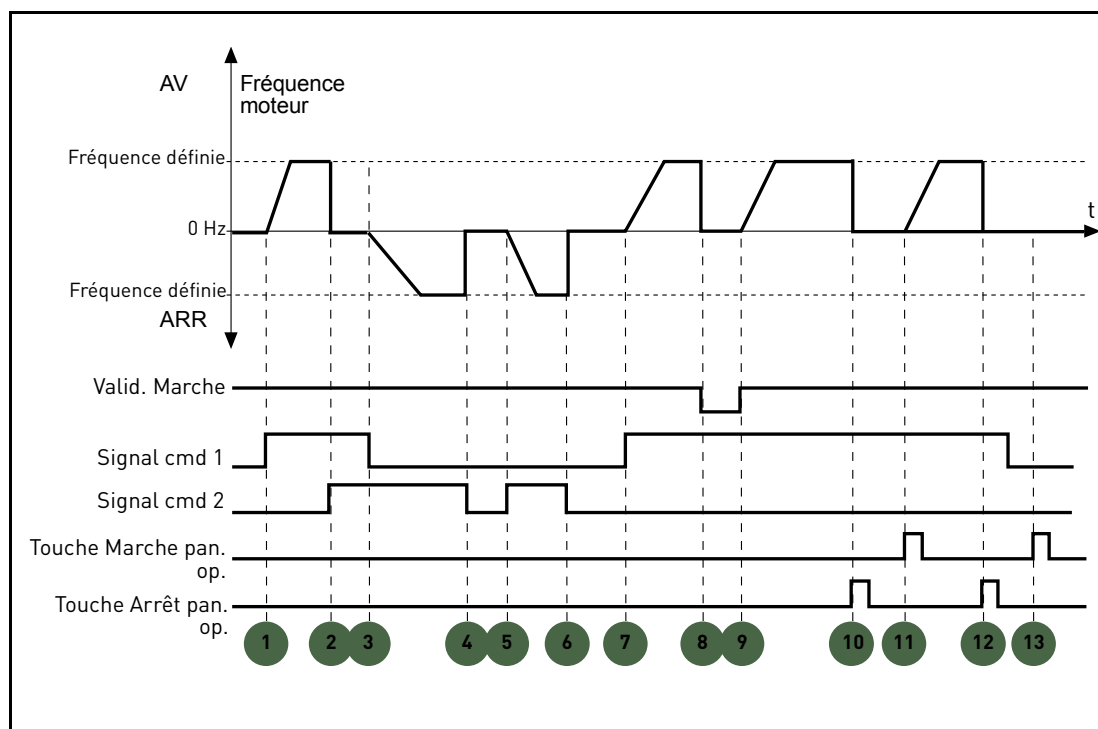 AV
Fréquence
moteur
Fréquence définie
0 Hz
t
Fréquence définie
ARR
Valid. Marche
Signal cmd 1
Signal cmd 2
Touche Marche pan.
op.
Touche Arrêt pan.
op.
1 2 3 4 5 6 7 8 9 10 11 12 13